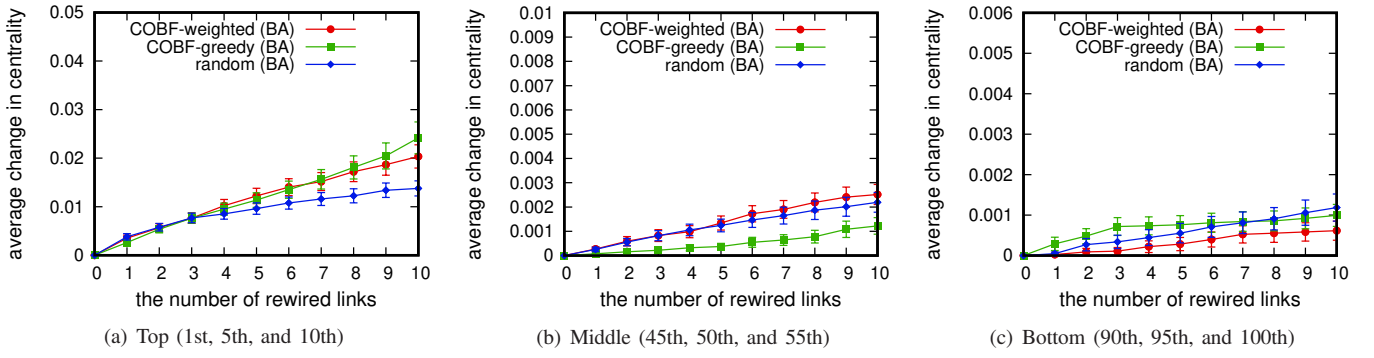 average change in centrality
0.05
0.04
0.03
0.02
0.01
0
COBF-weighted (BA)
COBF-greedy (BA)
random (BA)
0 1 2 3 4 5 6 7 8 9 10
the number of rewired links
(a) Top (1st, 5th, and 10th)
average change in centrality
0.01
0.009
0.008
0.007
0.006
0.005
0.004
0.003
0.002
0.001
0
COBF-weighted (BA)
COBF-greedy (BA)
random (BA)
0 1 2 3 4 5 6 7 8 9 10
the number of rewired links
(b) Middle (45th, 50th, and 55th)
average change in centrality
0.006
0.005
0.004
0.003
0.002
0.001
0
COBF-weighted (BA)
COBF-greedy (BA)
random (BA)
0 1 2 3 4 5 6 7 8 9 10
the number of rewired links
(c) Bottom (90th, 95th, and 100th)